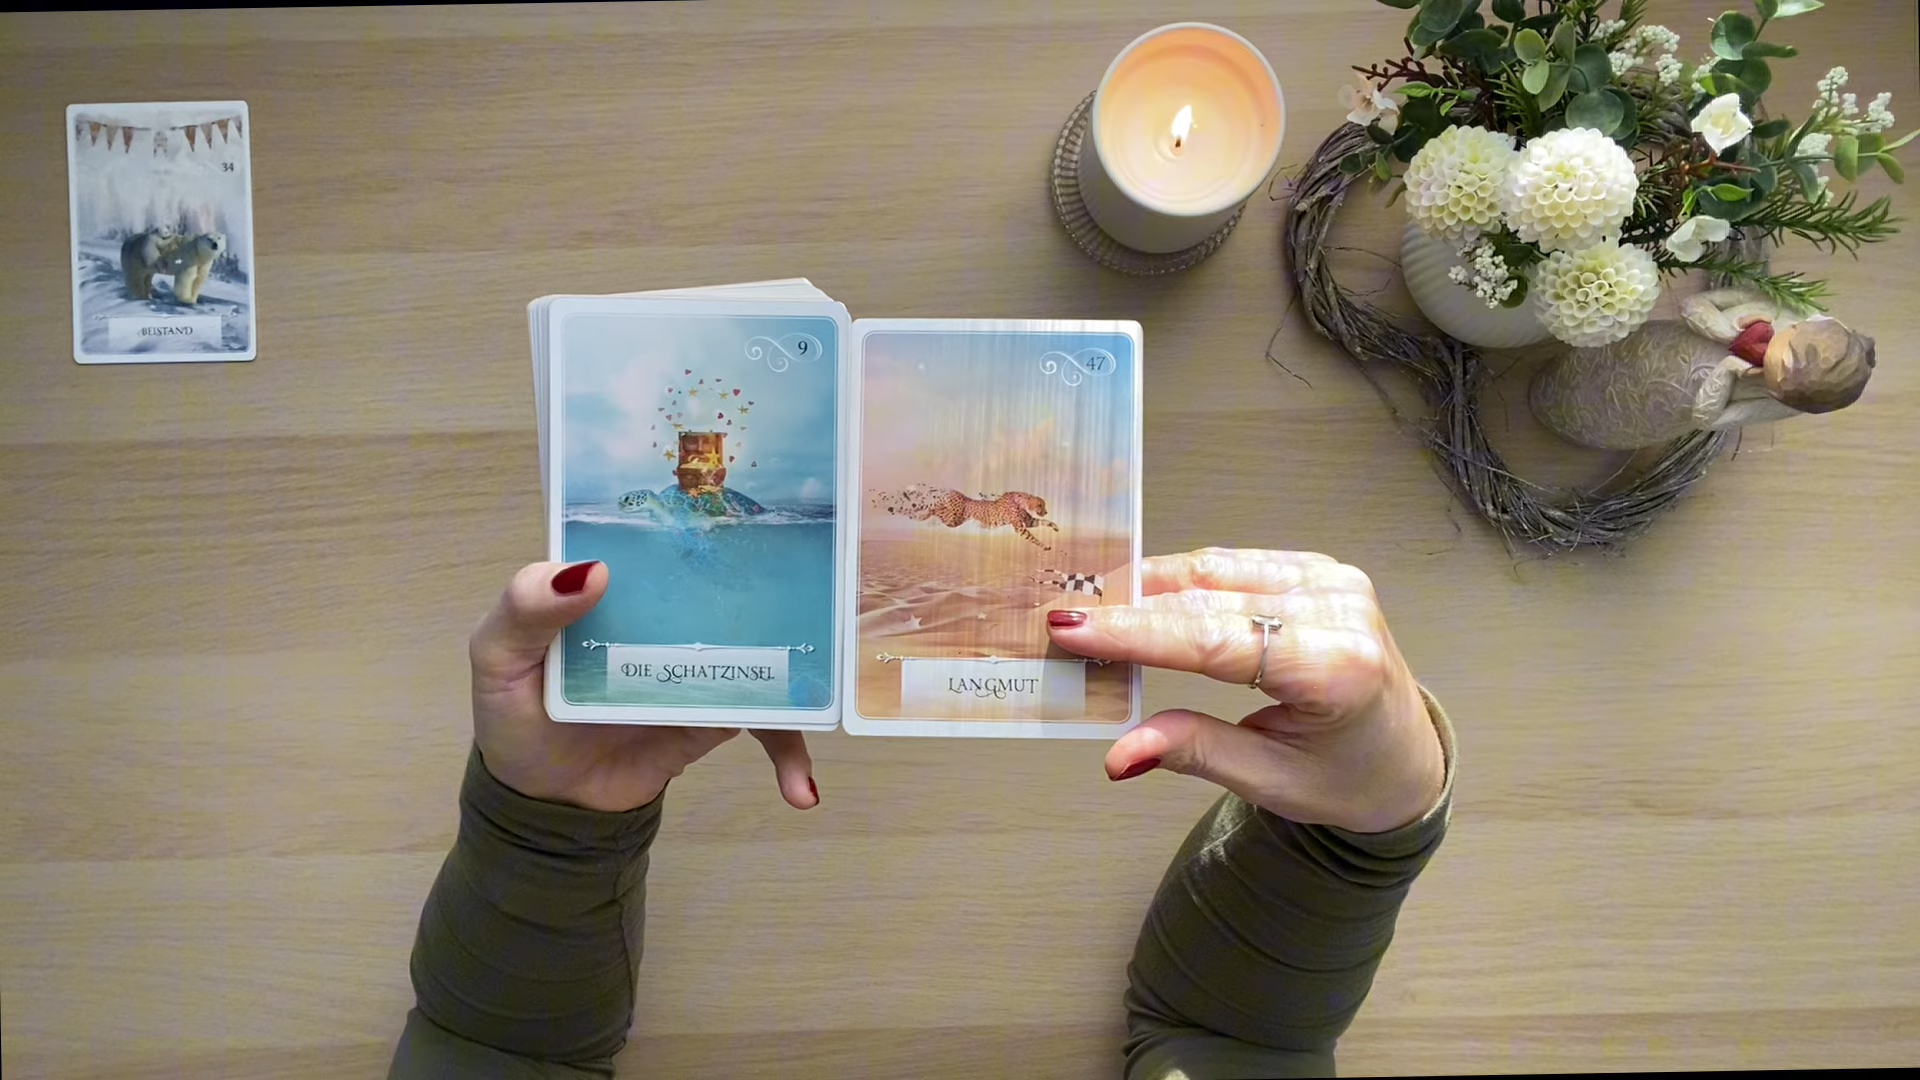 34
BEISTAND
9
DIE SCHATZINSEL
47
LANGMUT